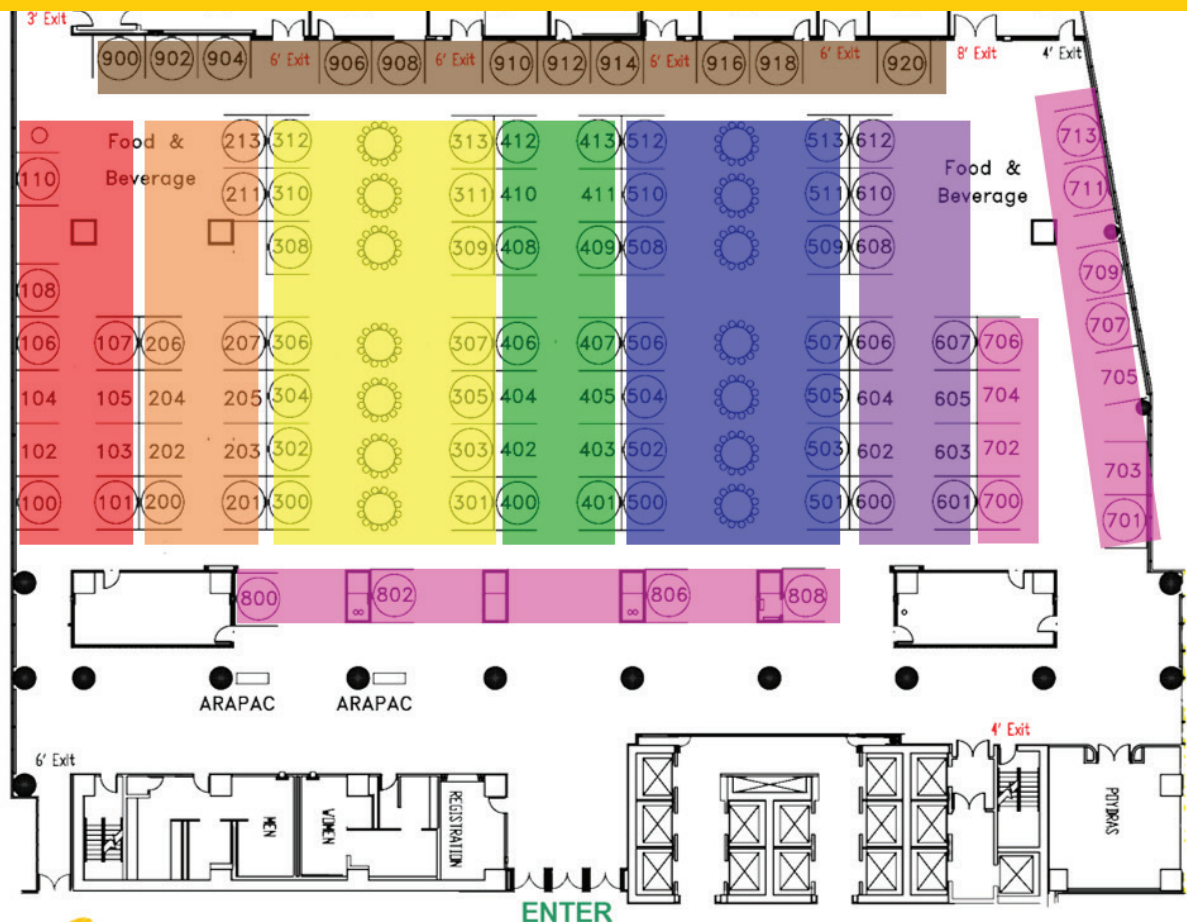 3' Exit
900 902 904 6' Exit 906 908 6' Exit 910 912 914 6' Exit 916 918 6' Exit 920 8' Exit 4' Exit
Food & 213 312 313 412 413 512 513 612 713
110 Beverage 211 310 311 410 411 510 511 610 Food & 711
Beverage
308 309 408 409 508 509 608 709
108
106 107 206 207 306 307 406 407 506 507 606 607 706 707
104 105 204 205 304 305 404 405 504 505 604 605 704 705
102 103 202 203 302 303 402 403 502 503 602 603 702 703
100 101 200 201 300 301 400 401 500 501 600 601 700 701
800 802 806 808
ARAPAC ARAPAC
6' Exit 4' Exit
MEN WOMEN REGISTRATION POYDRAS
ENTER